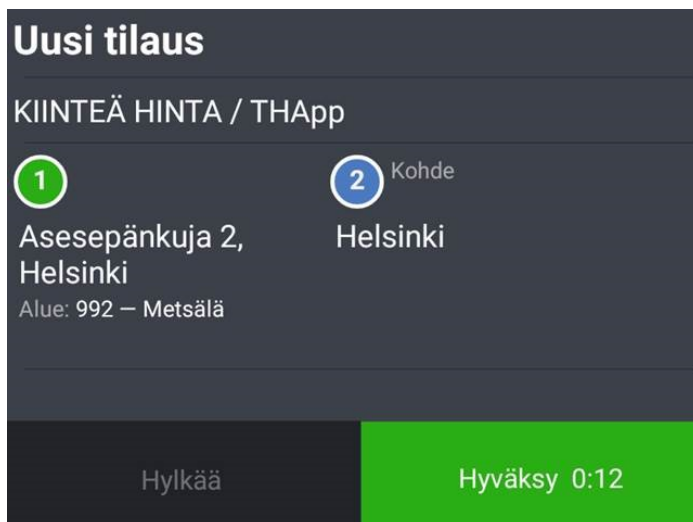 Uusi tilaus
KIINTEÄ HINTA / THApp
1
Asesepänkuja 2,
Helsinki
Alue: 992 — Metsälä
2 Kohde
Helsinki
Hylkää
Hyväksy 0:12